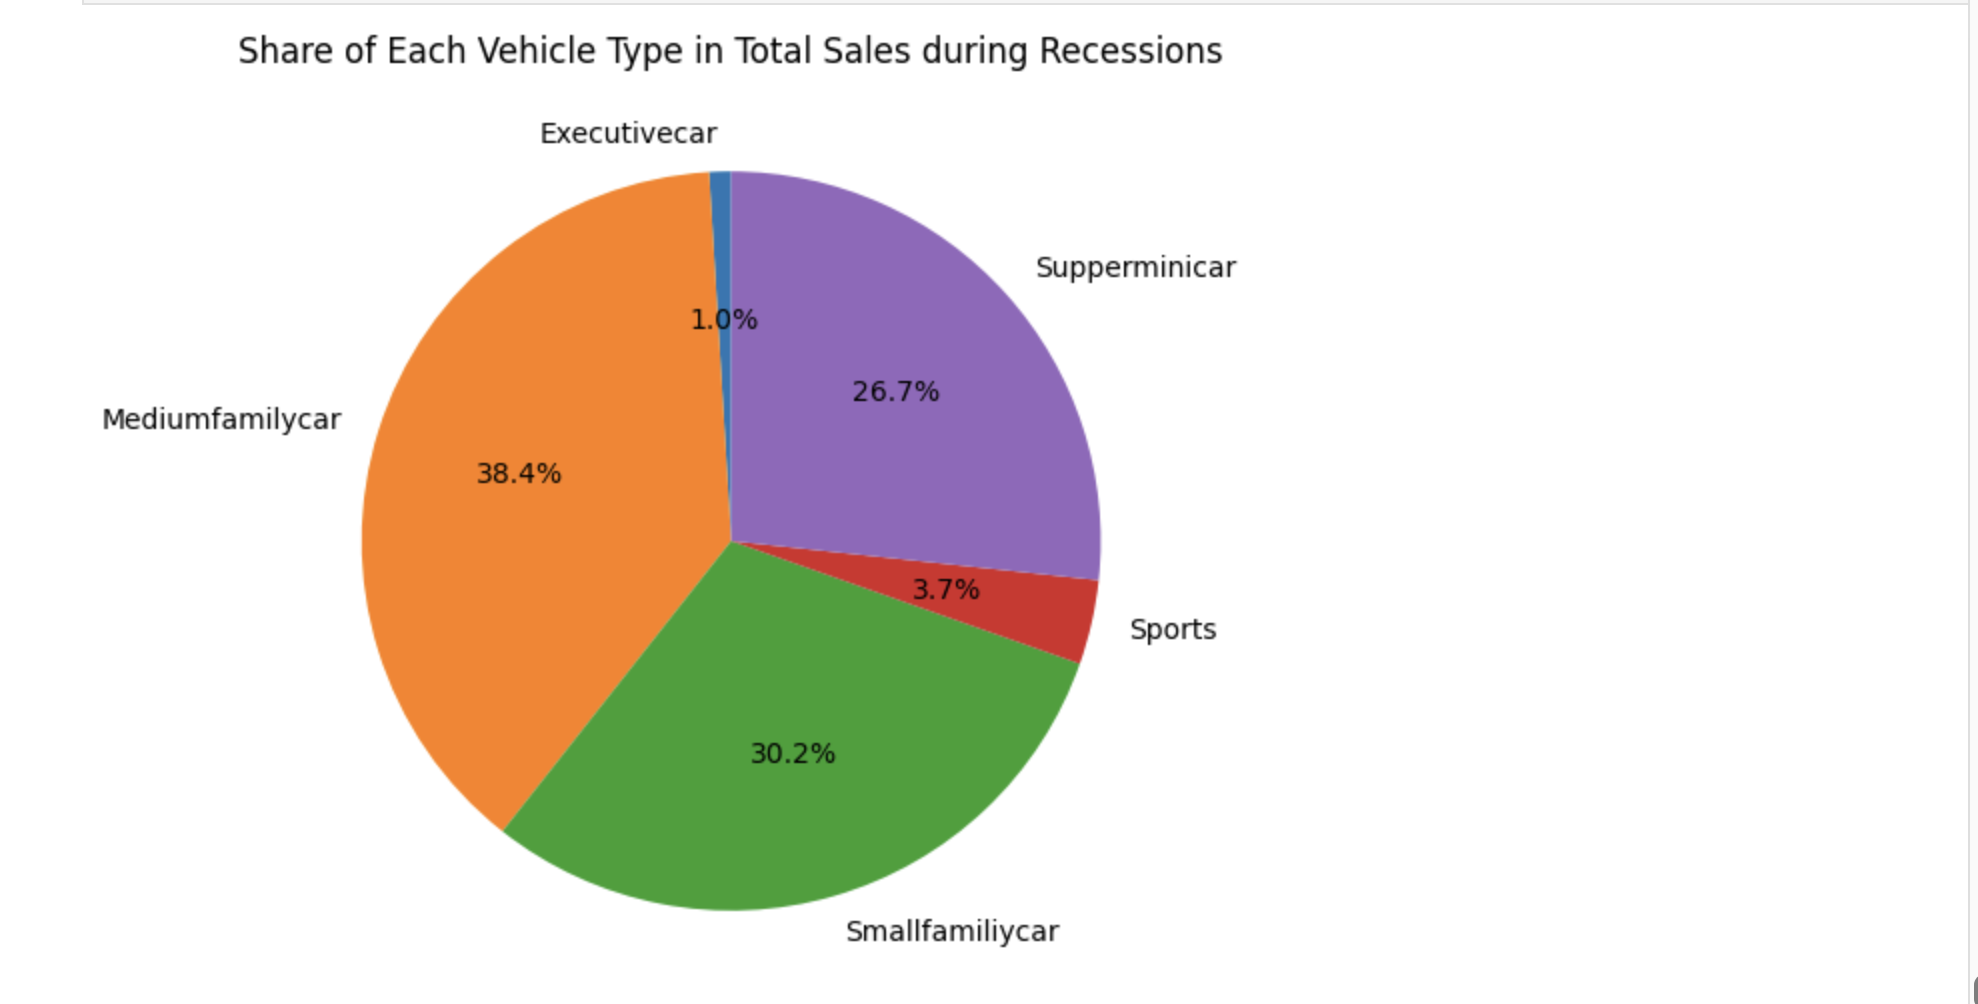 Share of Each Vehicle Type in Total Sales during Recessions
Executivecar
Supperminicar
1.0%
26.7%
Mediumfamilycar
38.4%
3.7%
Sports
30.2%
Smallfamiliycar